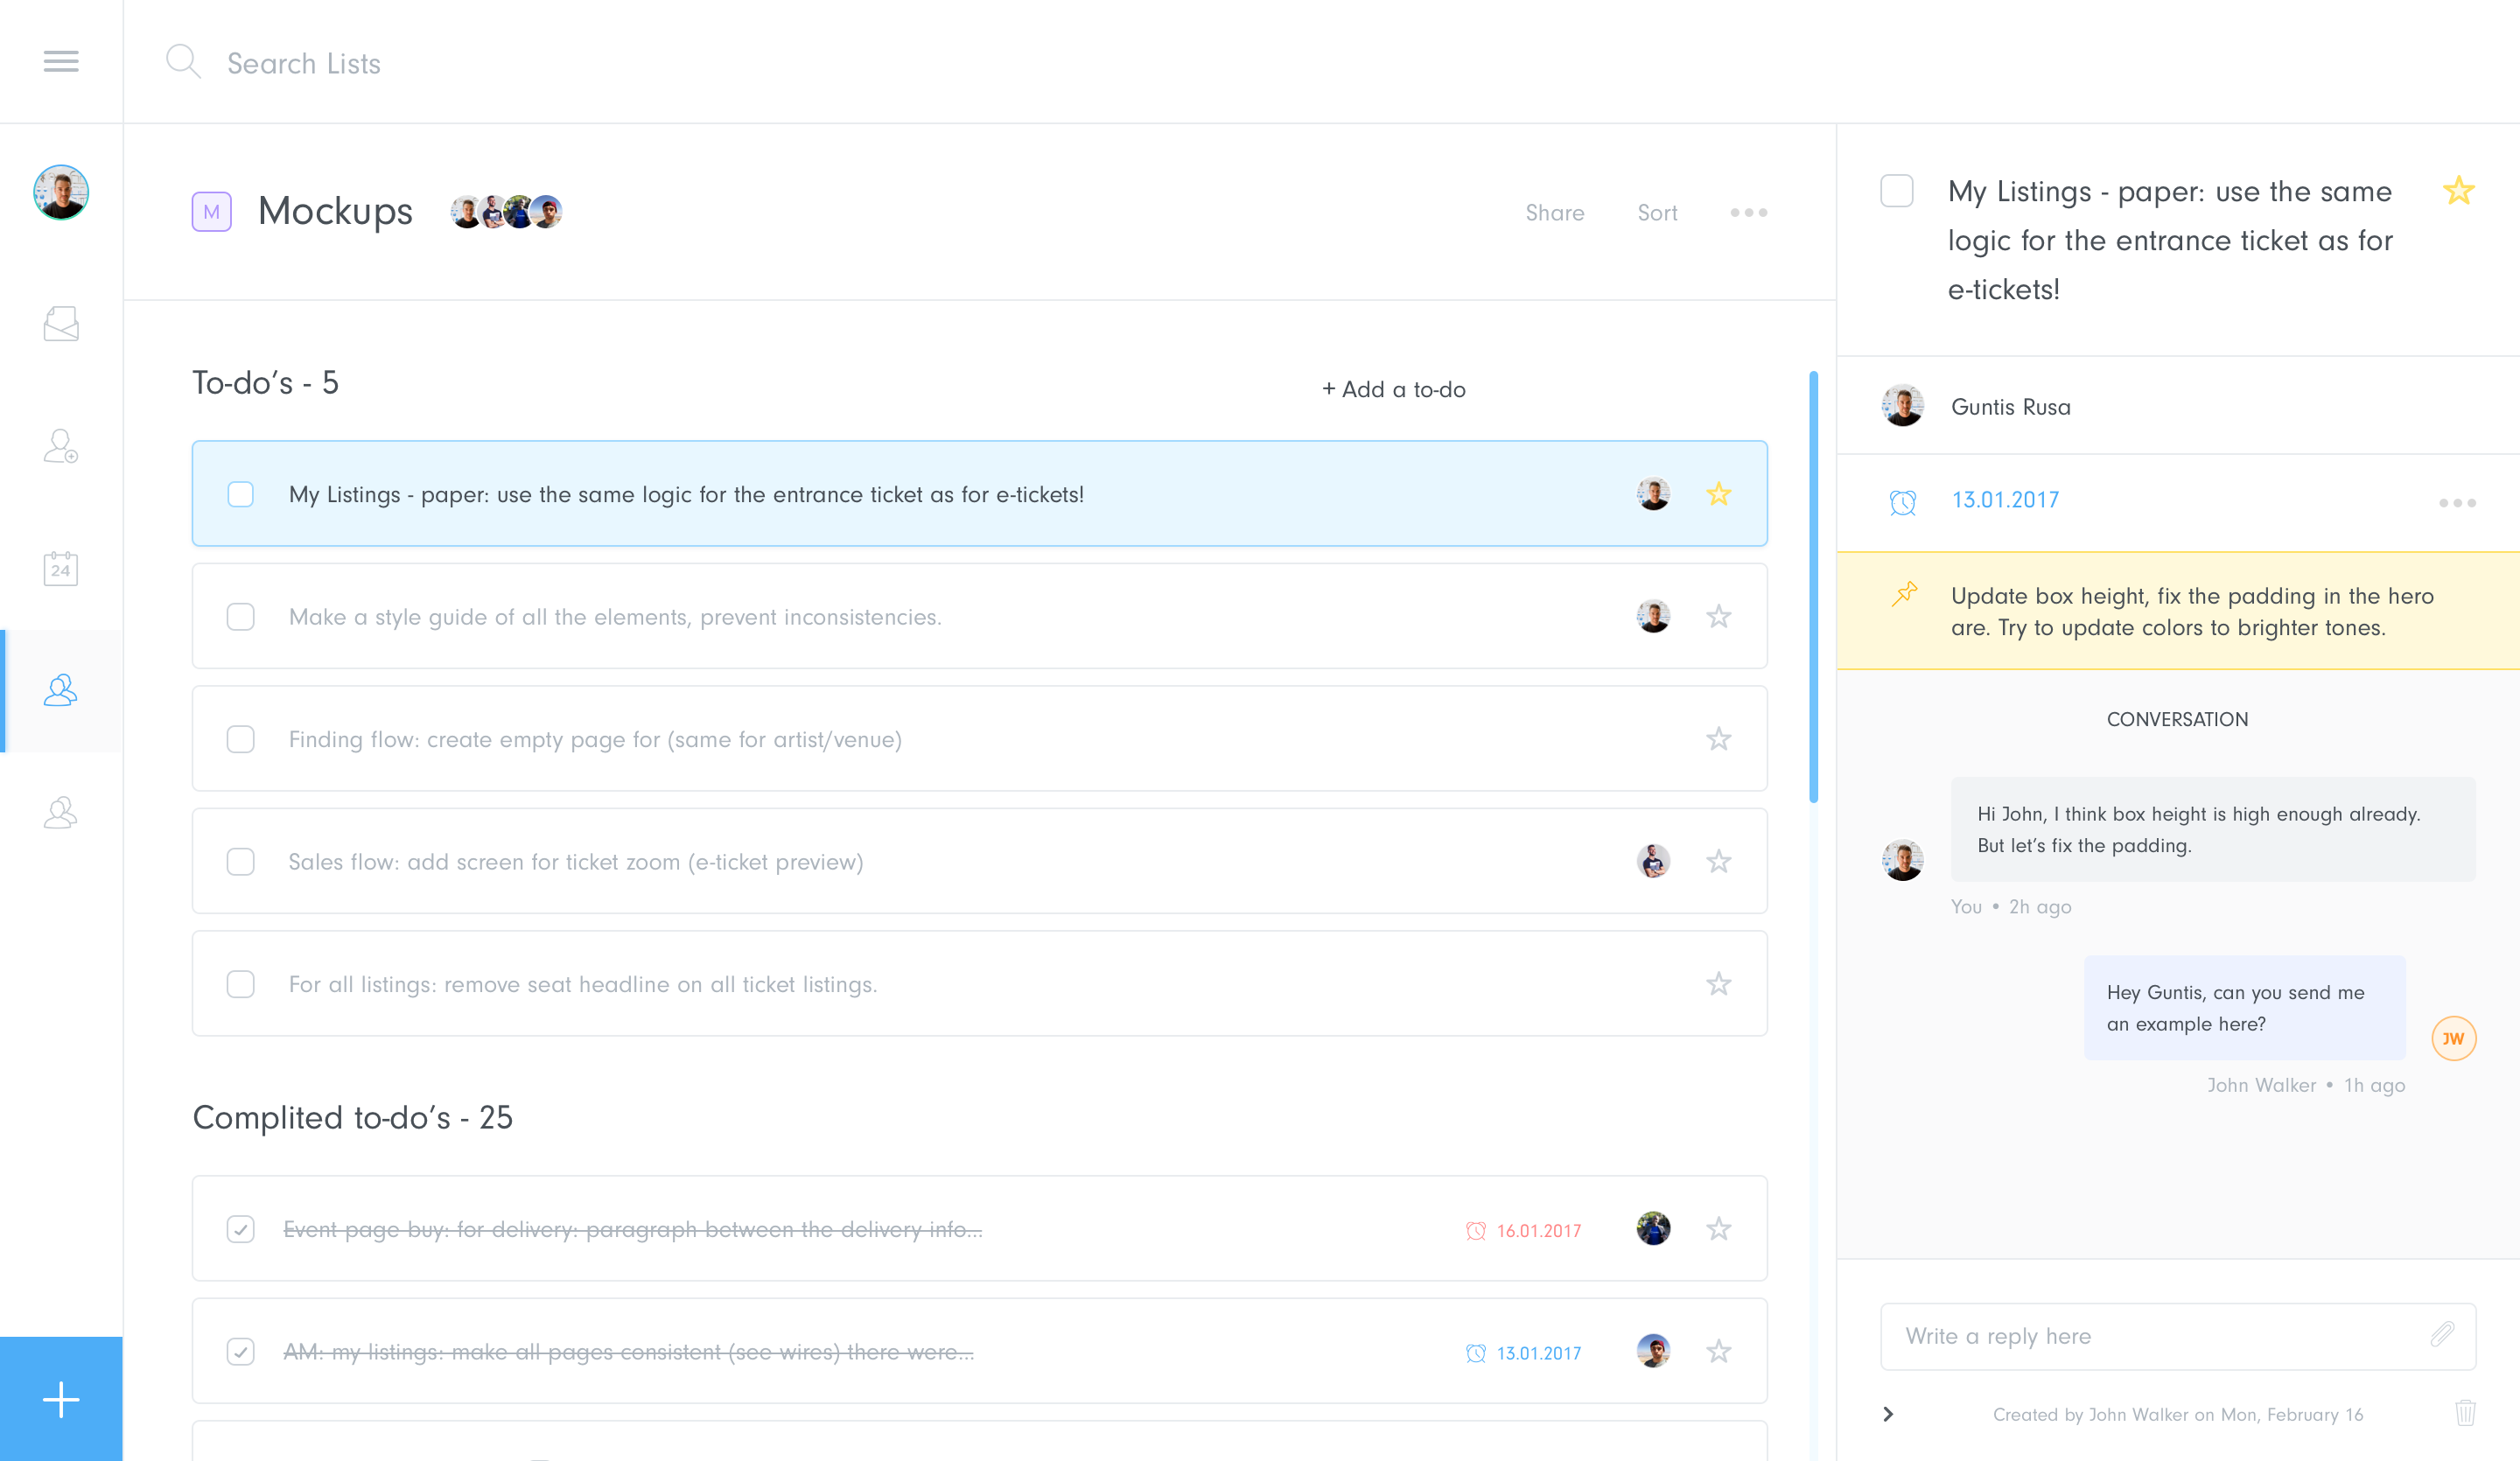 Search Lists
M
Mockups
Share
Sort
24
To-do’s - 5
+ Add a to-do
My Listings - paper: use the same logic for the entrance ticket as for e-tickets!
Make a style guide of all the elements, prevent inconsistencies.
Finding flow: create empty page for (same for artist/venue)
Sales flow: add screen for ticket zoom (e-ticket preview)
For all listings: remove seat headline on all ticket listings.
Complited to-do’s - 25
Event page buy: for delivery: paragraph between the delivery info...
16.01.2017
AM: my listings: make all pages consistent (see wires) there were...
13.01.2017
My Listings - paper: use the same
logic for the entrance ticket as for
e-tickets!
Guntis Rusa
13.01.2017
Update box height, fix the padding in the hero
are. Try to update colors to brighter tones.
CONVERSATION
Hi John, I think box height is high enough already.
But let’s fix the padding.
You • 2h ago
Hey Guntis, can you send me
an example here?
JW
John Walker • 1h ago
Write a reply here
Created by John Walker on Mon, February 16